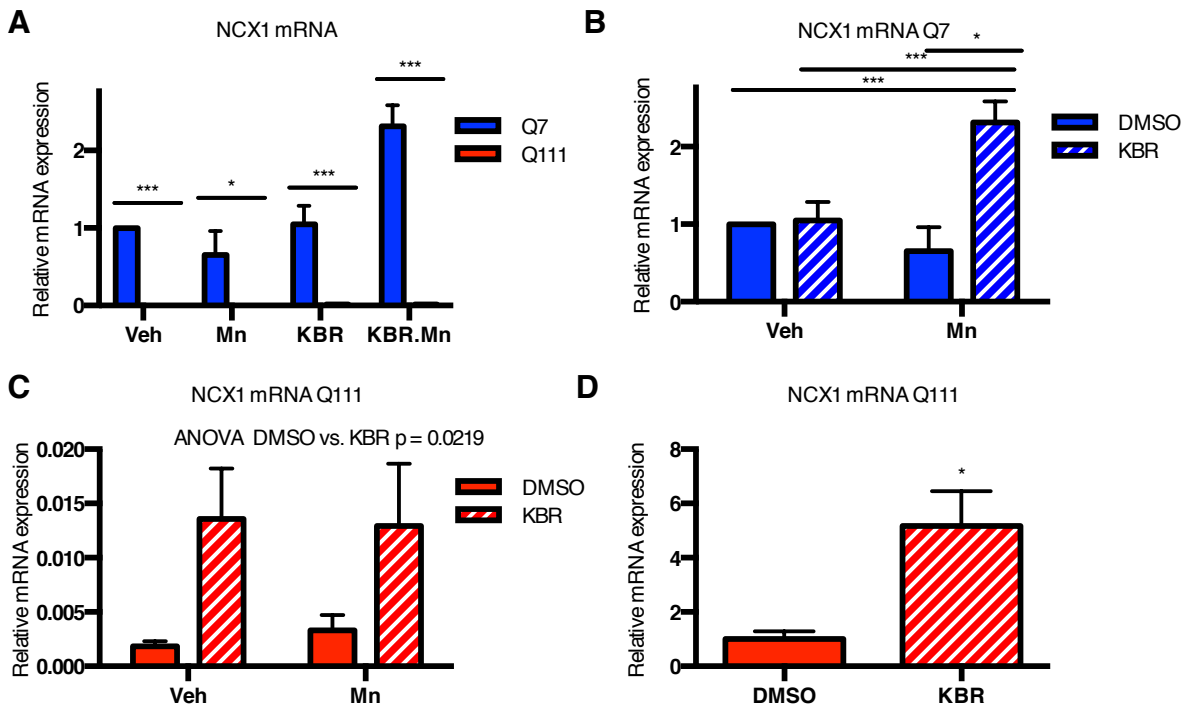 A
NCX1 mRNA
Relative mRNA expression
2
1
0
***
*
***
***
Veh
Mn
KBR
KBR.Mn
Q7
Q111
B
NCX1 mRNA Q7
Relative mRNA expression
2
1
0
*
***
***
Veh
Mn
DMSO
KBR
C
NCX1 mRNA Q111
ANOVA DMSO vs. KBR p = 0.0219
Relative mRNA expression
0.020
0.015
0.010
0.005
0.000
Veh
Mn
DMSO
KBR
D
NCX1 mRNA Q111
Relative mRNA expression
8
6
4
2
0
*
DMSO
KBR